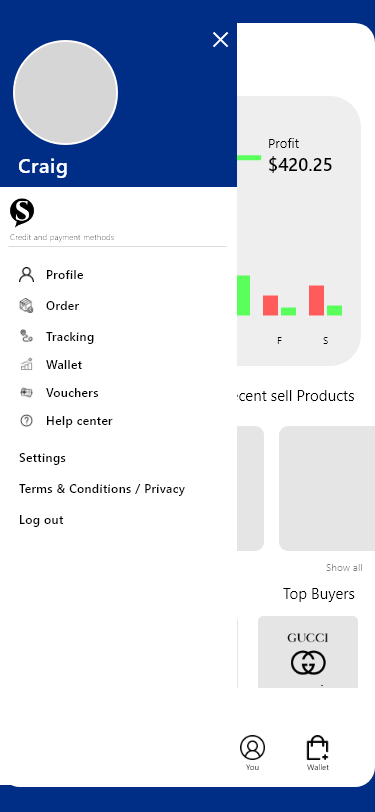 Craig
S
Credit and payment methods
Profile
Order
Tracking
Wallet
Vouchers
Help center
Settings
Terms & Conditions / Privacy
Log out
Profit
$420.25
F S
ecent sell Products
Show all
Top Buyers
GUCCI
You Wallet